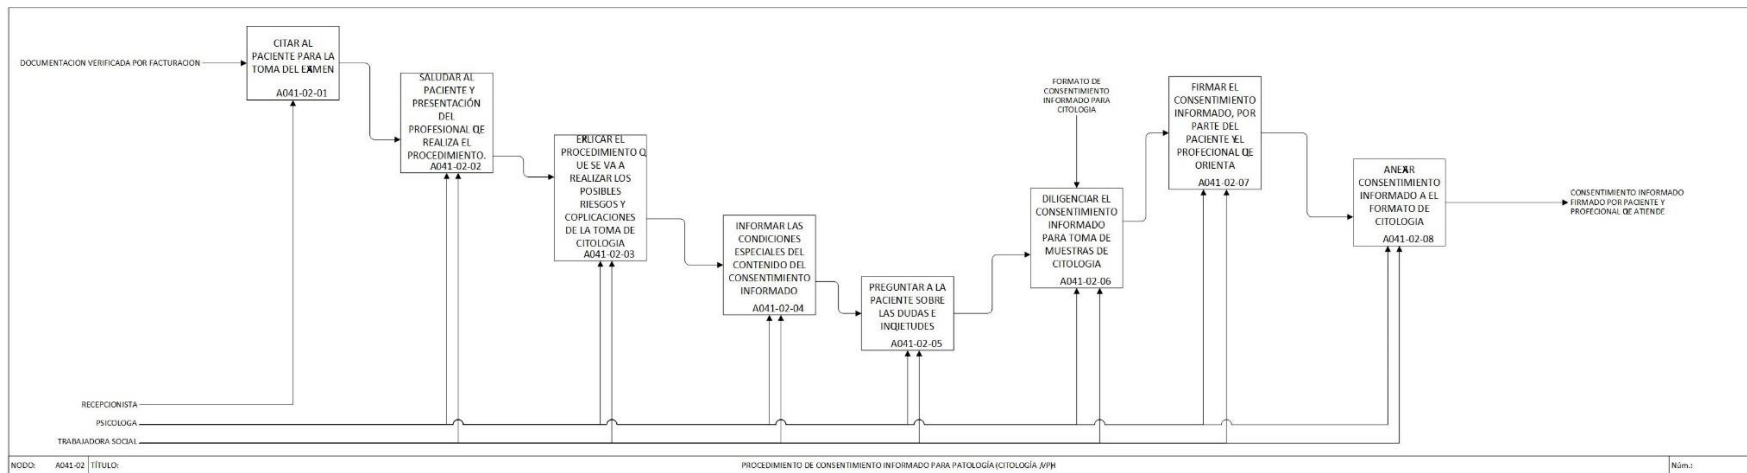 DOCUMENTACION VERIFICADA POR FACTURACION
CITAR AL
PACIENTE PARA LA
TOMA DEL EXAMEN
A041-02-01
SALUDAR AL
PACIENTE Y
PRESENTACIÓN
DEL
PROFESIONAL QE
REALIZA EL
PROCEDIMIENTO.
A041-02-02
EXLICAR EL
PROCEDIMIENTO Q
UE SE VA A
REALIZAR LOS
POSIBLES
RIESGOS Y
COPLICACIONES
DE LA TOMA DE
CITOLOGIA
A041-02-03
INFORMAR LAS
CONDICIONES
ESPECIALES DEL
CONTENIDO DEL
CONSENTIMIENTO
INFORMADO
A041-02-04
PREGUNTAR A LA
PACIENTE SOBRE
LAS DUDAS E
INQIETUDES
A041-02-05
FORMATO DE
CONSENTIMIENTO
INFORMADO PARA
CITOLOGIA
DILIGENCIAR EL
CONSENTIMIENTO
INFORMADO
PARA TOMA DE
MUESTRAS DE
CITOLOGIA
A041-02-06
FIRMAR EL
CONSENTIMIENTO
INFORMADO, POR
PARTE DEL
PACIENTE Y EL
PROFECIONAL QE
ORIENTA
A041-02-07
ANEXAR
CONSENTIMIENTO
INFORMADO A EL
FORMATO DE
CITOLOGIA
A041-02-08
CONSENTIMIENTO INFORMADO
FIRMADO POR PACIENTE Y
PROFECIONAL QE ATIENDE
RECEPCIONISTA
PSICOLOGA
TRABAJADORA SOCIAL
NODO: A041-02 TÍTULO: PROCEDIMIENTO DE CONSENTIMIENTO INFORMADO PARA PATOLOGÍA (CITOLOGÍA /VPH Núm.: